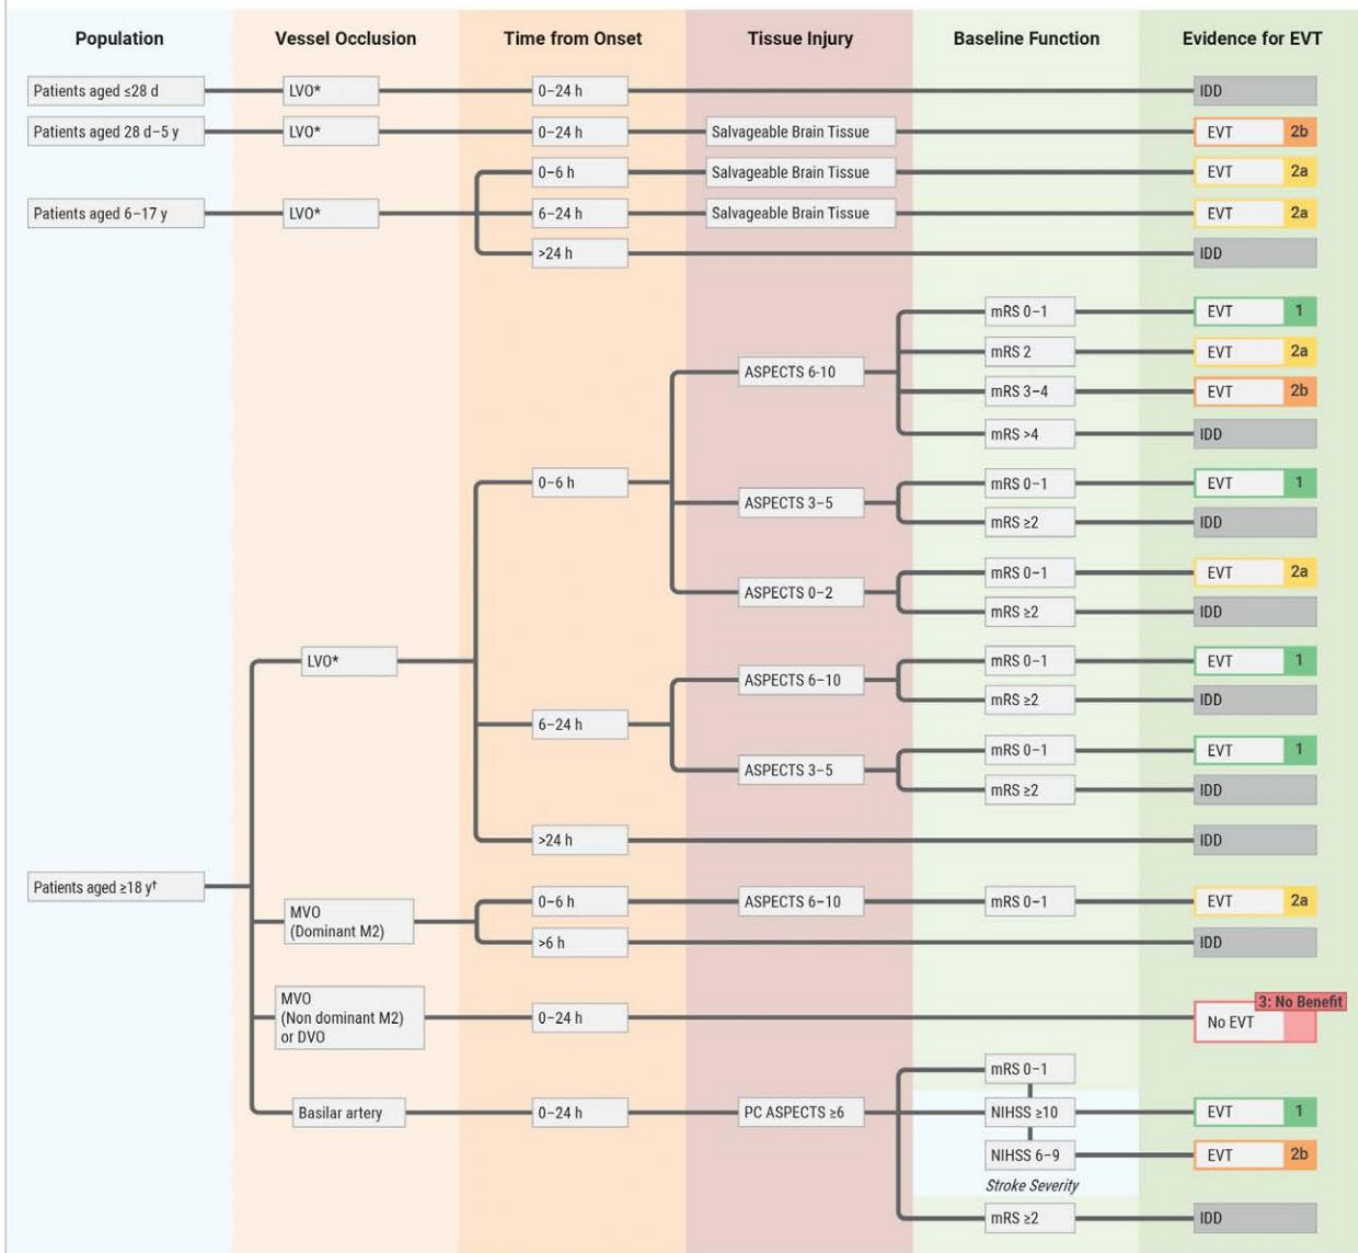 Population Vessel Occlusion Time from Onset Tissue Injury Baseline Function Evidence for EVT
Patients aged ≤28 d LVO* 0–24 h IDD
Patients aged 28 d–5 y LVO* 0–24 h Salvageable Brain Tissue EVT 2b
0–6 h Salvageable Brain Tissue EVT 2a
Patients aged 6–17 y LVO* 6–24 h Salvageable Brain Tissue EVT 2a
>24 h IDD
mRS 0–1 EVT 1
mRS 2 EVT 2a
ASPECTS 6-10
mRS 3–4 EVT 2b
mRS >4 IDD
0–6 h mRS 0–1 EVT 1
ASPECTS 3–5
mRS ≥2 IDD
mRS 0–1 EVT 2a
ASPECTS 0–2
mRS ≥2 IDD
LVO* mRS 0–1 EVT 1
ASPECTS 6–10
mRS ≥2 IDD
6–24 h
mRS 0–1 EVT 1
ASPECTS 3–5
mRS ≥2 IDD
>24 h IDD
Patients aged ≥18 y†
0–6 h ASPECTS 6–10 mRS 0–1 EVT 2a
MVO
(Dominant M2)
>6 h IDD
3: No Benefit
MVO
(Non dominant M2) 0–24 h No EVT
or DVO
mRS 0–1
Basilar artery 0–24 h PC ASPECTS ≥6 NIHSS ≥10 EVT 1
NIHSS 6–9 EVT 2b
Stroke Severity
mRS ≥2 IDD